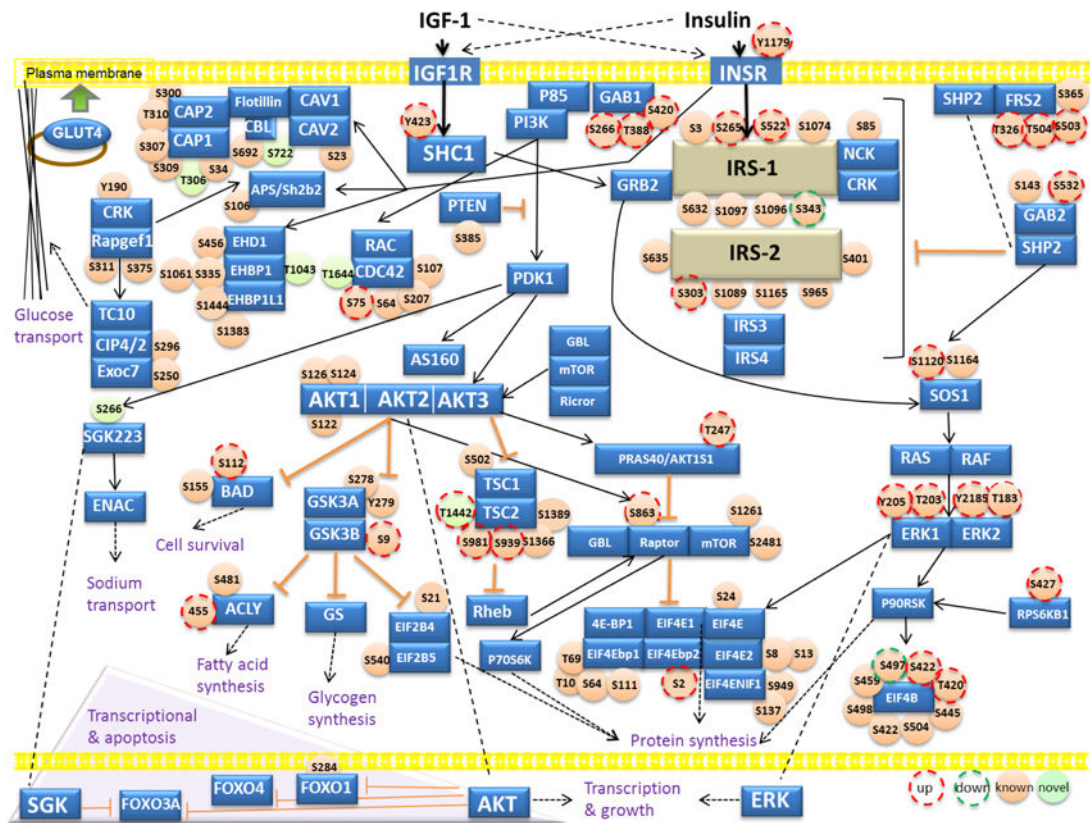 IGF-1
Insulin
Y1179
Plasma membrane
IGF1R
INSR
GLUT4
S300
T310
S307
S309
CAP2
CAP1
Flotillin
CBL
CAV1
CAV2
S692
S722
S23
S34
T306
S106
APS/Sh2b2
Y423
SHC1
P85
PI3K
GAB1
S420
S266
T388
S3
S265
S522
S1074
S85
IRS-1
NCK
CRK
GRB2
S632
S1097
S1096
S343
IRS-2
S635
S401
S303
S1089
S1165
S965
IRS3
IRS4
SHP2
FRS2
S365
T326
T504
S503
S143
S532
GAB2
SHP2
Y190
CRK
Rapgef1
S311
S375
TC10
CIP4/2
Exoc7
S296
S250
Glucose
transport
S456
S1061
S335
S1444
S1383
EHD1
EHBP1
EHBP1L1
T1043
T1644
RAC
CDC42
S107
S75
S64
S207
PTEN
S385
PDK1
AS160
GBL
mTOR
Ricror
S126
S124
AKT1
AKT2
AKT3
S122
S1120
S1164
SOS1
RAS
RAF
Y205
T203
Y2185
T183
ERK1
ERK2
S266
SGK223
ENAC
Sodium
transport
S112
S155
BAD
Cell survival
S278
Y279
GSK3A
GSK3B
S9
S481
455
ACLY
Fatty acid
synthesis
GS
Glycogen
synthesis
S21
EIF2B4
EIF2B5
S540
S502
TSC1
TSC2
T1442
S1389
S981
S939
S1366
Rheb
T247
PRAS40/AKT1S1
S863
S1261
GBL
Raptor
mTOR
S2481
P70S6K
S24
4E-BP1
EIF4E1
EIF4E
EIF4Ebp1
EIF4Ebp2
EIF4E2
EIF4ENIF1
T69
T10
S64
S111
S2
S8
S13
S949
S137
Protein synthesis
P90RSK
S427
RPS6KB1
S497
S422
S459
T420
EIF4B
S498
S445
S422
S504
Transcriptional
& apoptosis
SGK
FOXO3A
FOXO4
S284
FOXO1
AKT
Transcription
& growth
ERK
up
down
known
novel